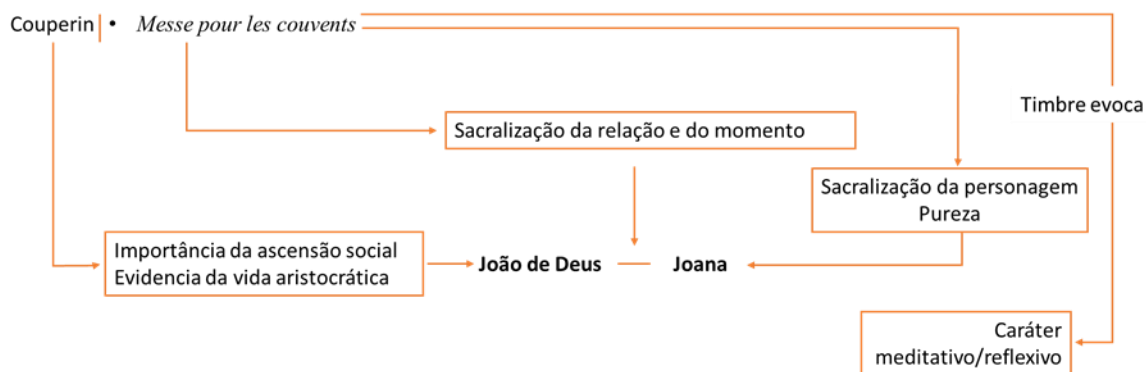 Couperin • Messe pour les couvents
Timbre evoca
Sacralização da relação e do momento
Sacralização da personagem
Pureza
Importância da ascensão social
Evidencia da vida aristocrática
João de Deus — Joana
Caráter
meditativo/reflexivo